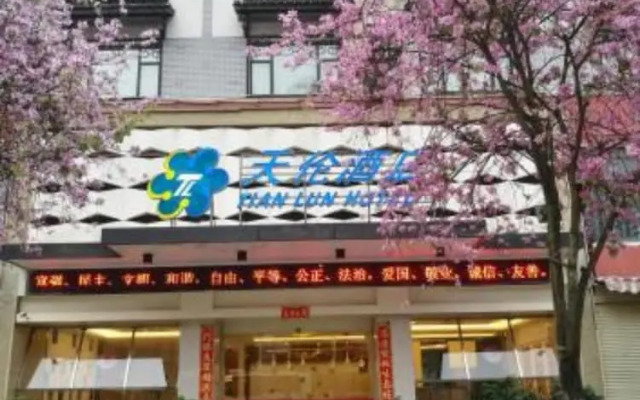 天伦酒店
TL
TIAN LUN HOTEL
富强、民主、文明、和谐，自由、平等、公正、法治，爱国、敬业、诚信、友善。